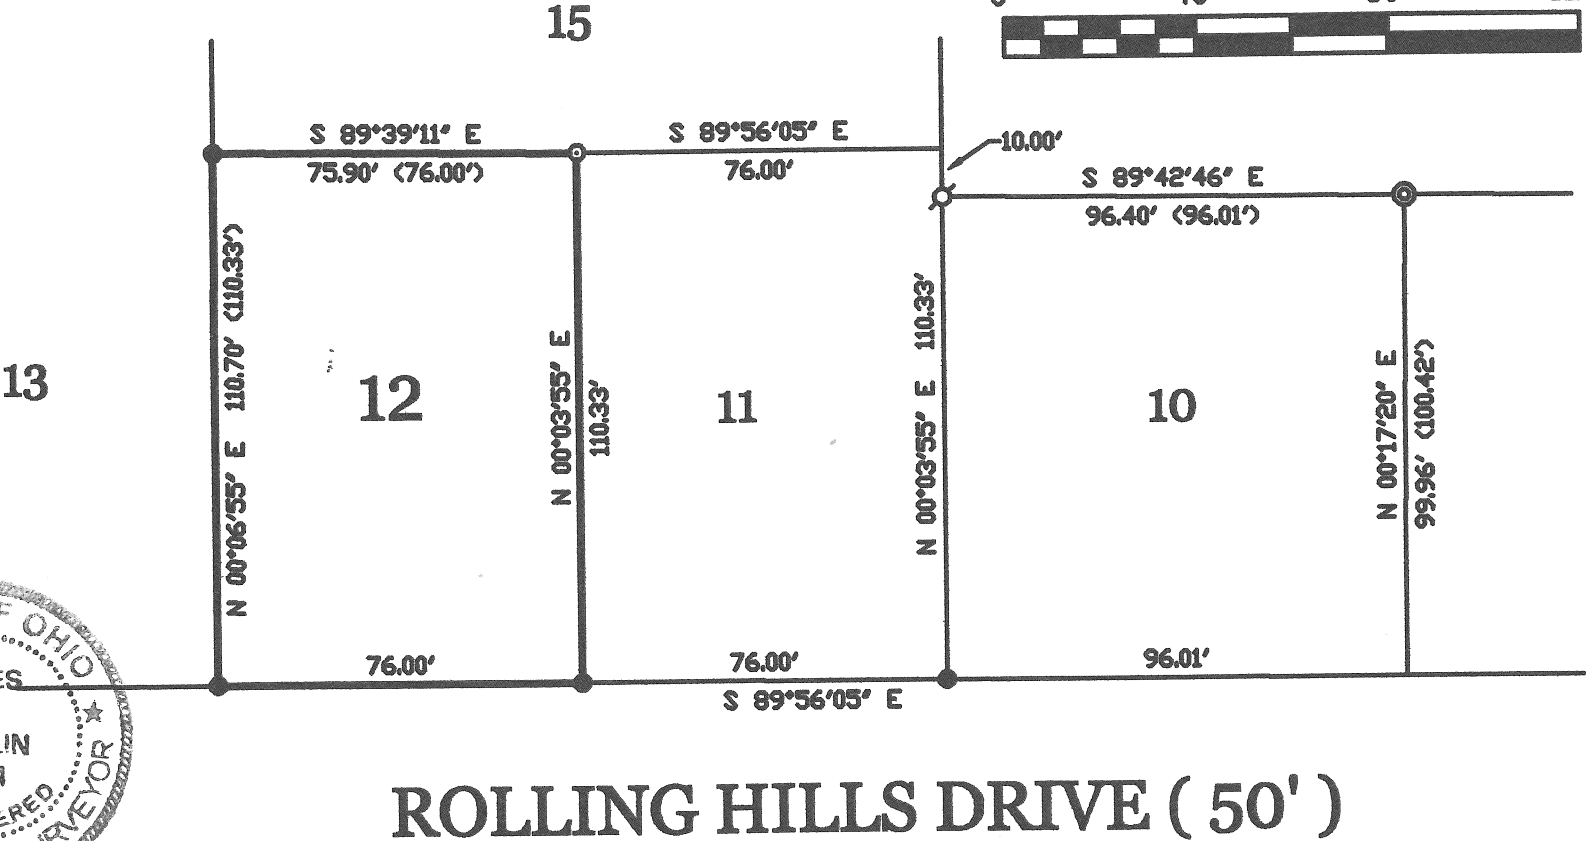 15
S 89°39'11" E
75.90' (76.00')
S 89°56'05" E
76.00'
10.00'
S 89°42'46" E
96.40' (96.01')
N 00°06'55" E 110.70' (110.33')
N 00°03'55" E
110.33'
N 00°03'55" E 110.33'
N 00°17'20" E
99.96' (100.42')
13
12
11
10
76.00'
76.00'
96.01'
S 89°56'05" E
OHIO
SURVEYOR
ROLLING HILLS DRIVE ( 50' )